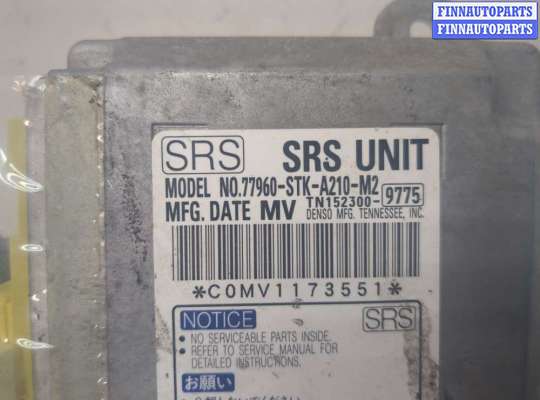 FINNAUTOPARTS
FINNAUTOPARTS
SRS SRS UNIT
MODEL NO.77960-STK-A210-M2
MFG. DATE MV TN152300-9775
DENSO MFG. TENNESSEE, INC.
*C0MV1173551*
NOTICE SRS
• NO SERVICEABLE PARTS INSIDE.
• REFER TO SERVICE MANUAL FOR
DETAILED INSTRUCTIONS.
お願い